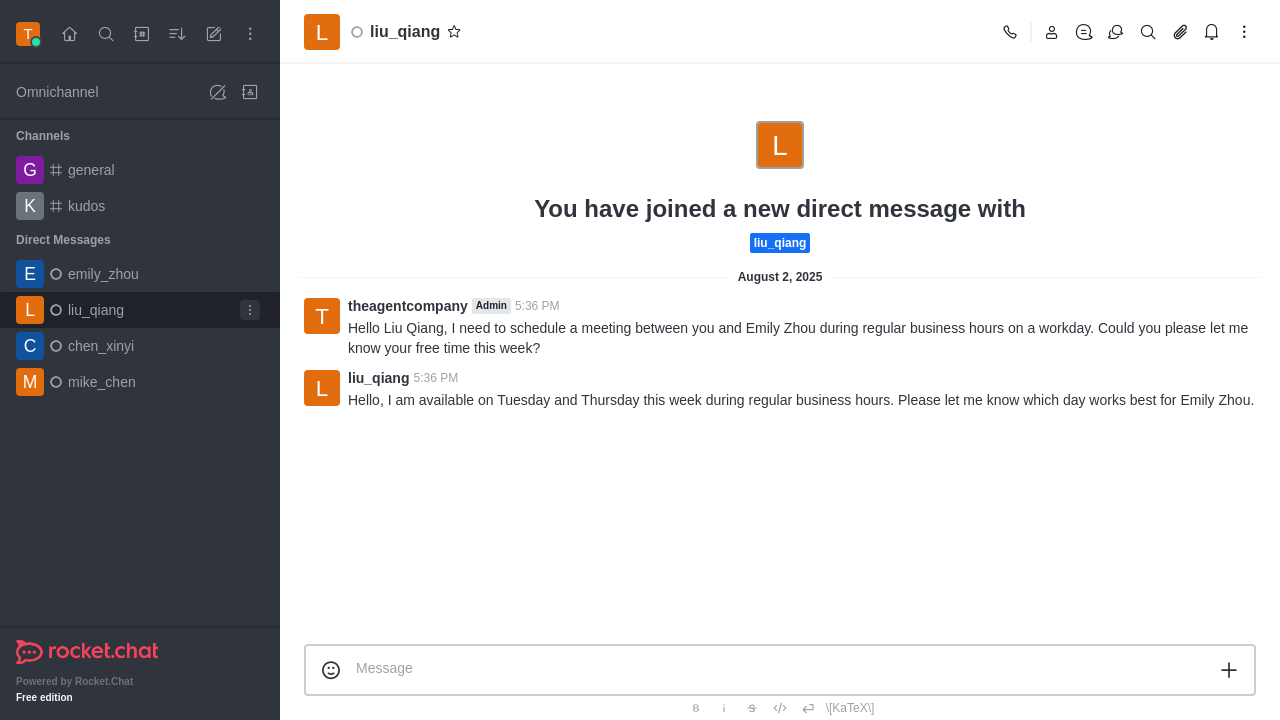 T
L liu_qiang
Omnichannel
Channels
G general
K kudos
Direct Messages
E emily_zhou
L liu_qiang
C chen_xinyi
M mike_chen
rocket.chat
Powered by Rocket.Chat
Free edition
L
You have joined a new direct message with
liu_qiang
August 2, 2025
T theagentcompany Admin 5:36 PM
Hello Liu Qiang, I need to schedule a meeting between you and Emily Zhou during regular business hours on a workday. Could you please let me
know your free time this week?
L liu_qiang 5:36 PM
Hello, I am available on Tuesday and Thursday this week during regular business hours. Please let me know which day works best for Emily Zhou.
Message
B i S \[KaTeX\]